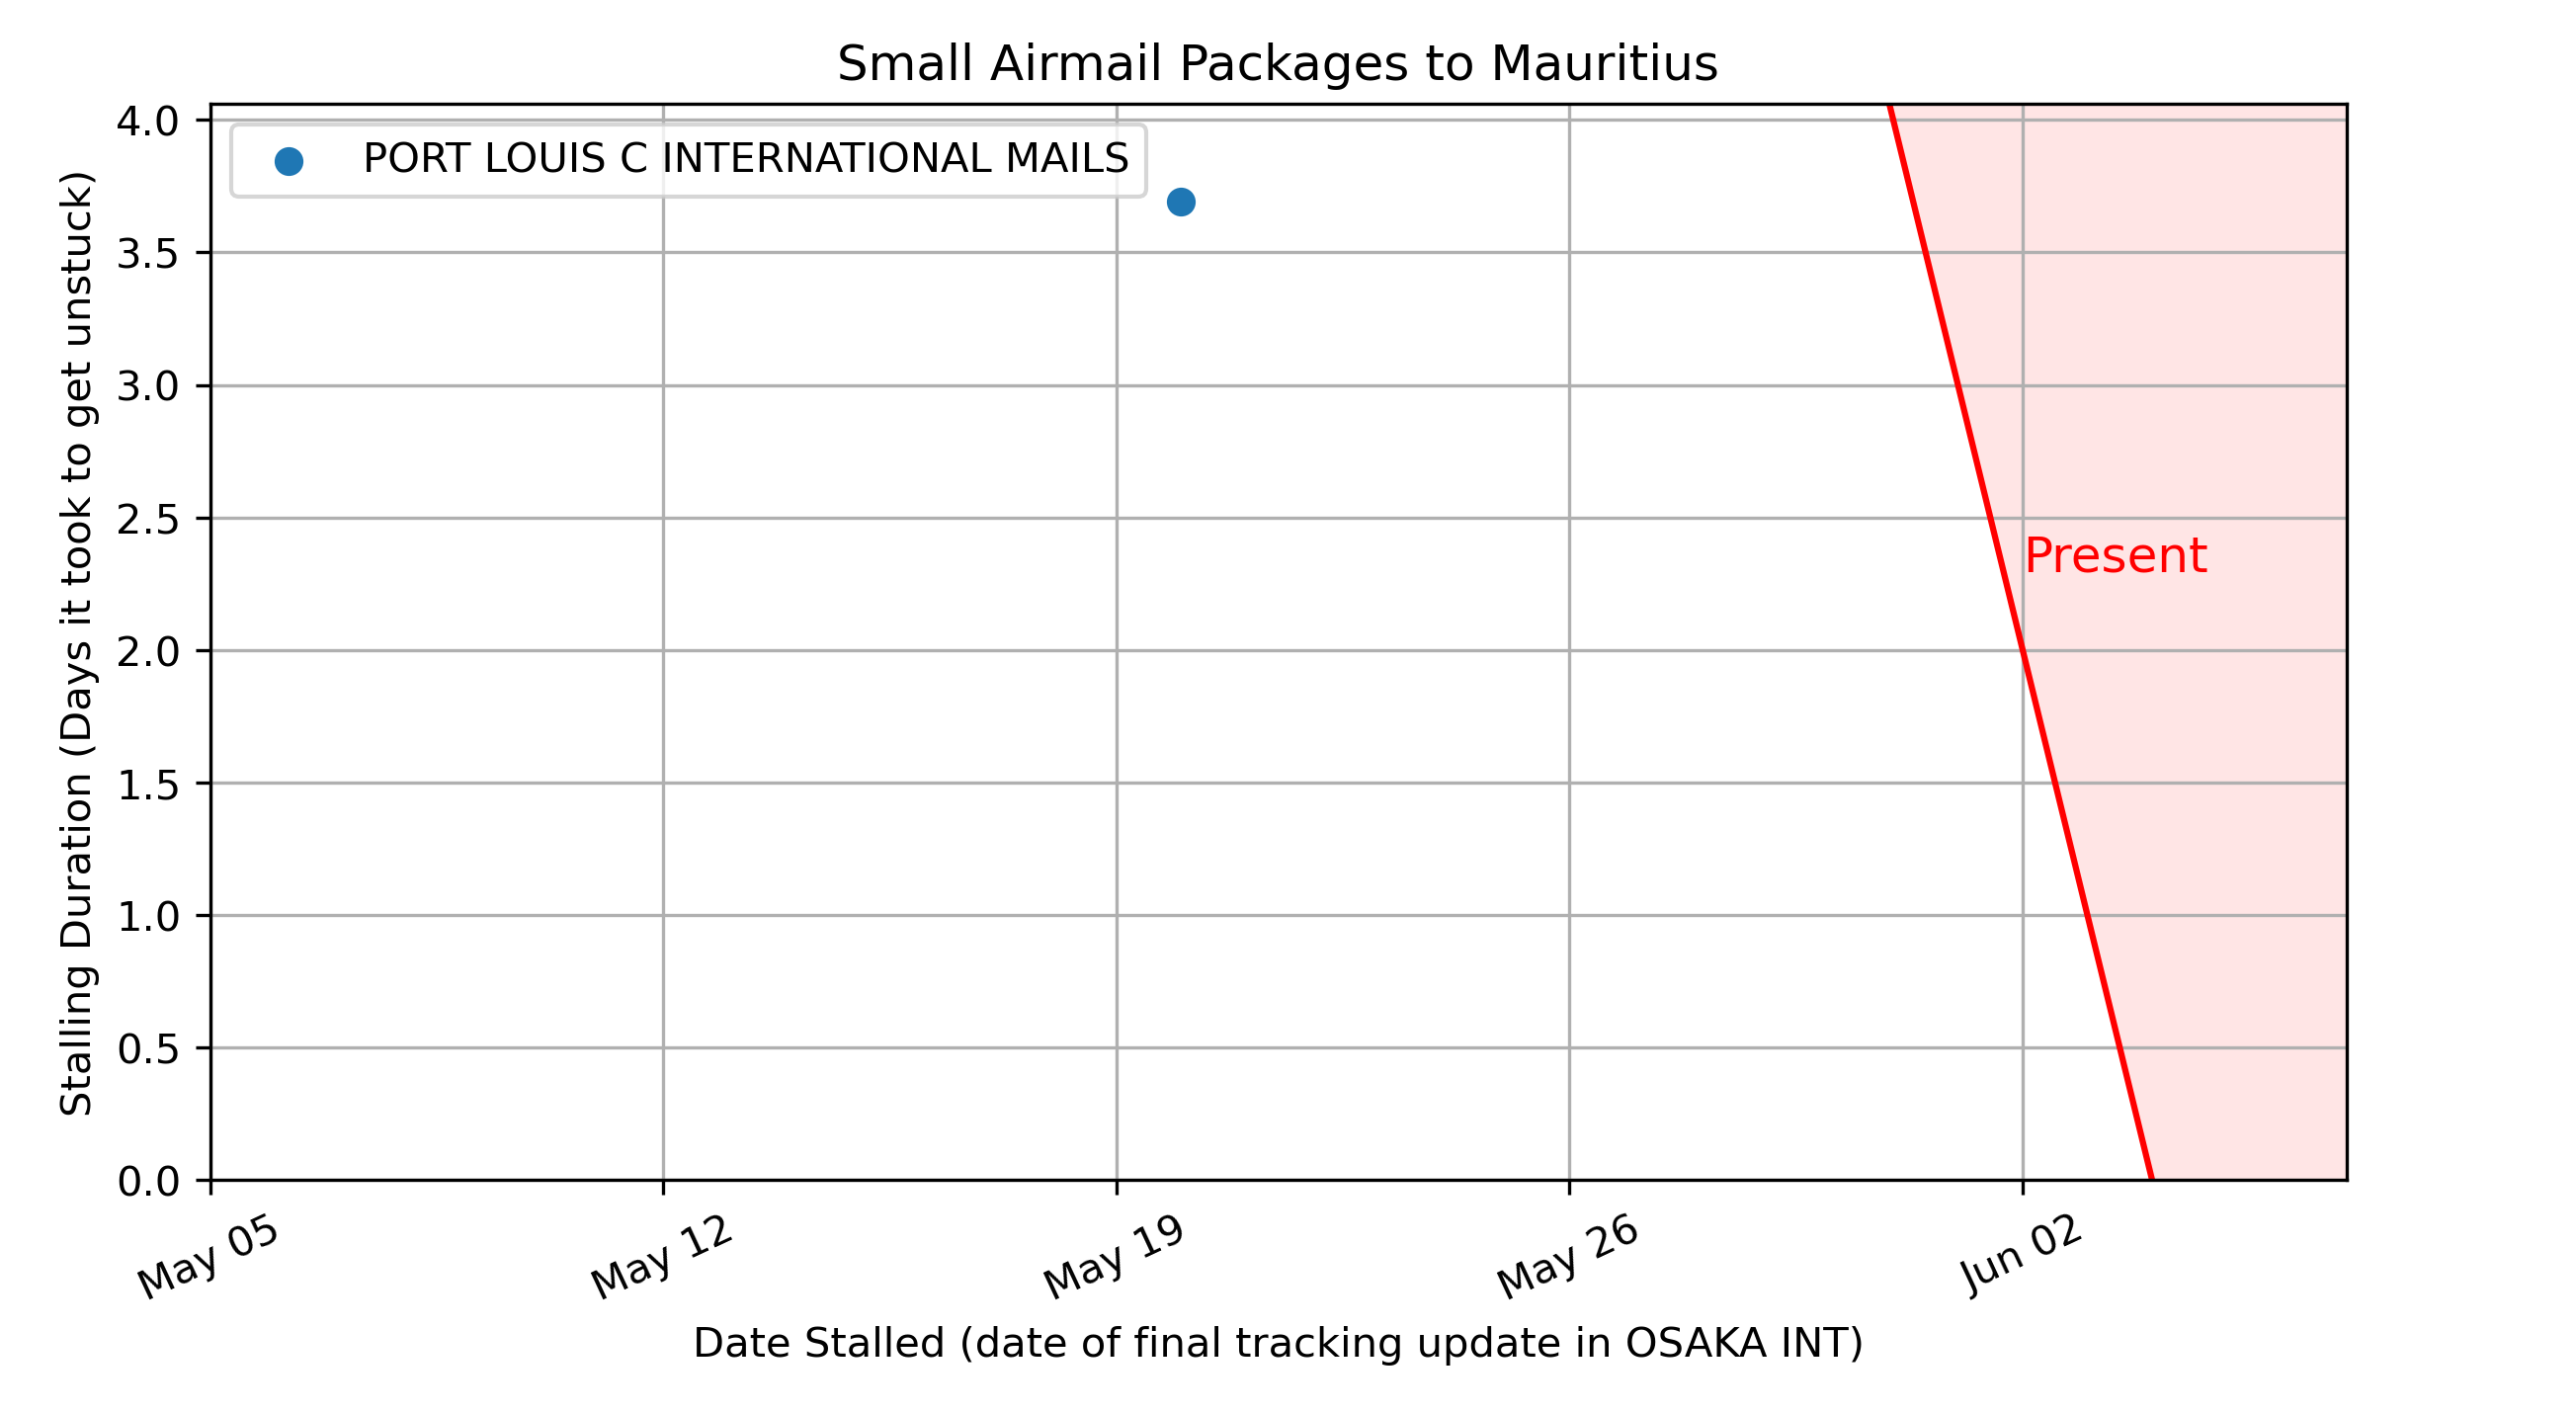 Small Airmail Packages to Mauritius
PORT LOUIS C INTERNATIONAL MAILS
Stalling Duration (Days it took to get unstuck)
4.0
3.5
3.0
2.5
2.0
1.5
1.0
0.5
0.0
Present
May 05
May 12
May 19
May 26
Jun 02
Date Stalled (date of final tracking update in OSAKA INT)